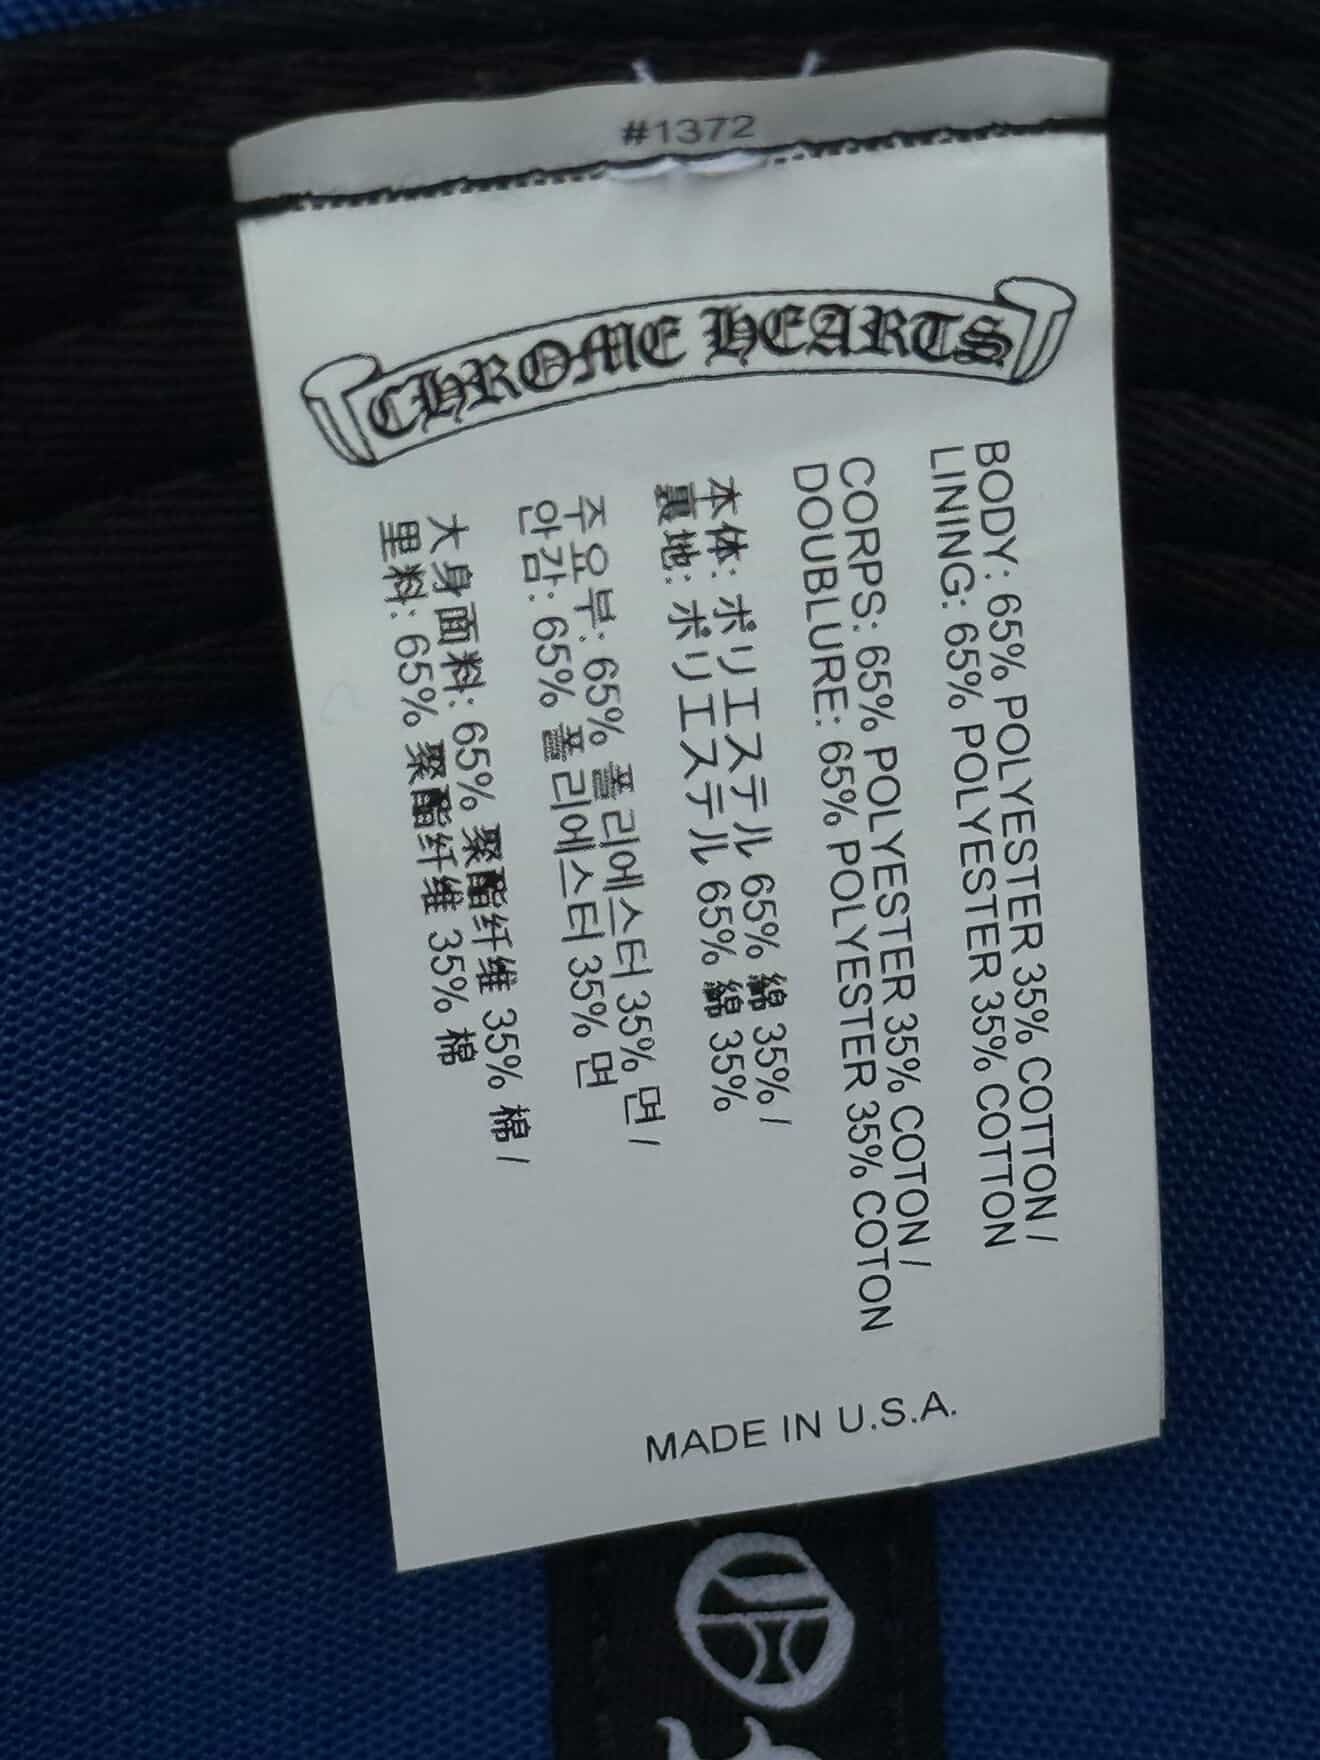 #1372
CHROME HEARTS
BODY: 65% POLYESTER 35% COTTON /
LINING: 65% POLYESTER 35% COTTON
CORPS: 65% POLYESTER 35% COTON /
DOUBLURE: 65% POLYESTER 35% COTON
本体: ポリエステル 65% 綿 35% /
裏地: ポリエステル 65% 綿 35%
주요부: 65% 폴리에스터 35% 면 /
안감: 65% 폴리에스터 35% 면
大身面料: 65% 聚酯纤维 35% 棉 /
里料: 65% 聚酯纤维 35% 棉
MADE IN U.S.A.